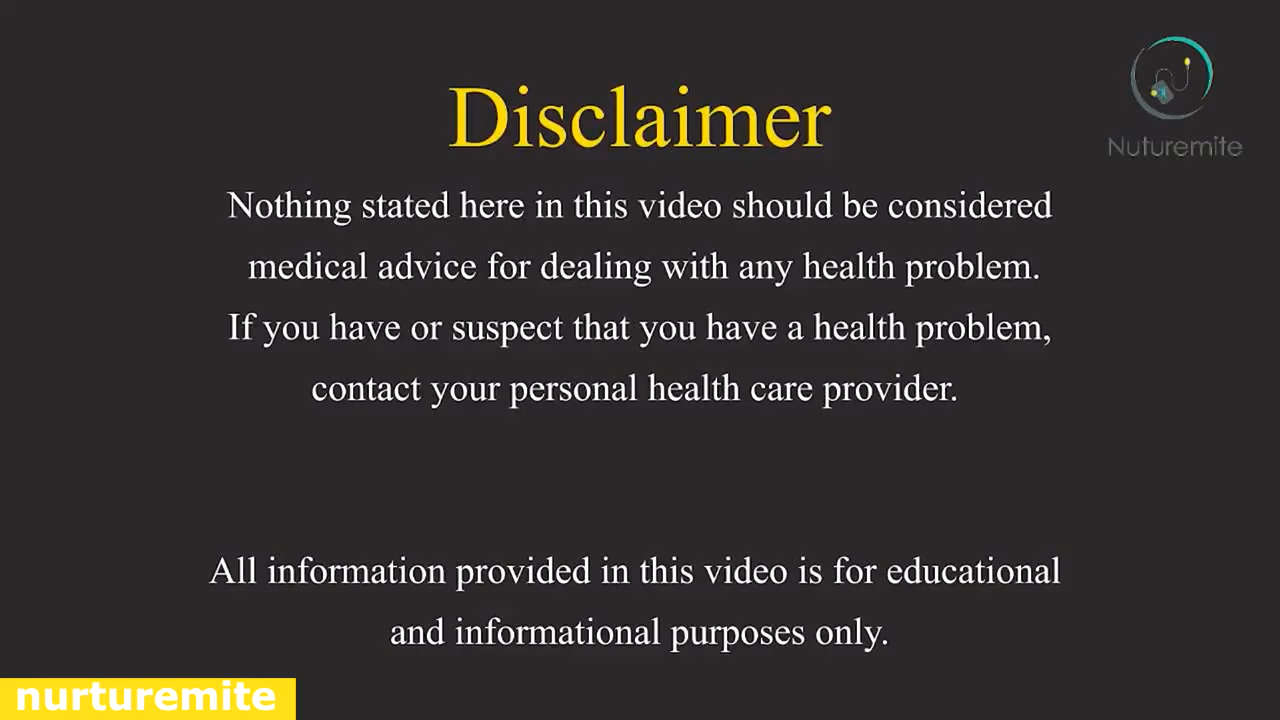 Disclaimer
Nuturemite
Nothing stated here in this video should be considered
medical advice for dealing with any health problem.
If you have or suspect that you have a health problem,
contact your personal health care provider.
All information provided in this video is for educational
and informational purposes only.
nurturemite